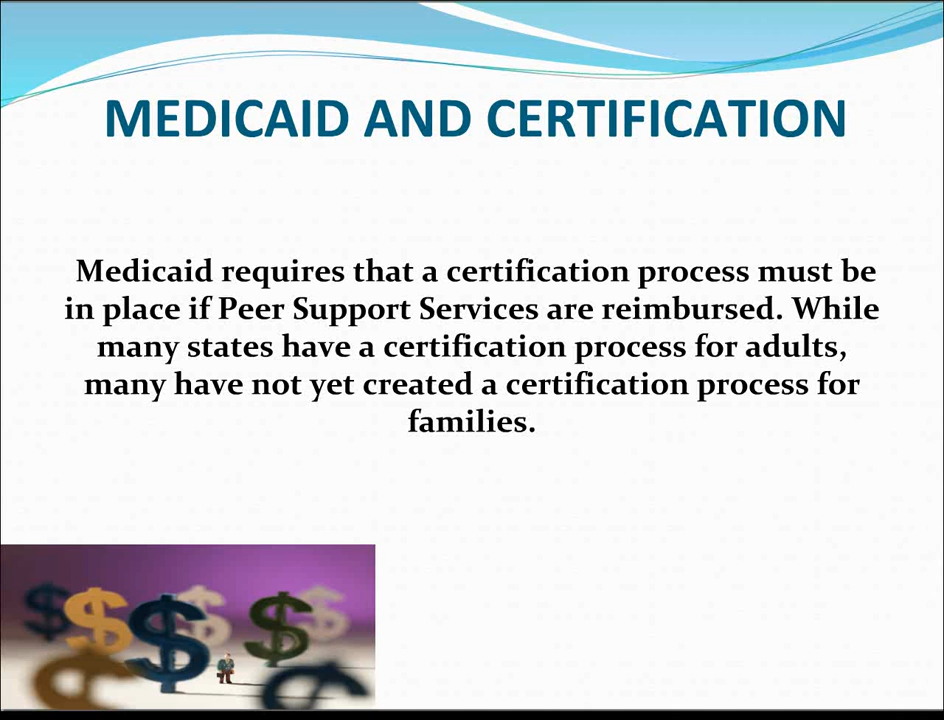 MEDICAID AND CERTIFICATION
Medicaid requires that a certification process must be
in place if Peer Support Services are reimbursed. While
many states have a certification process for adults,
many have not yet created a certification process for
families.